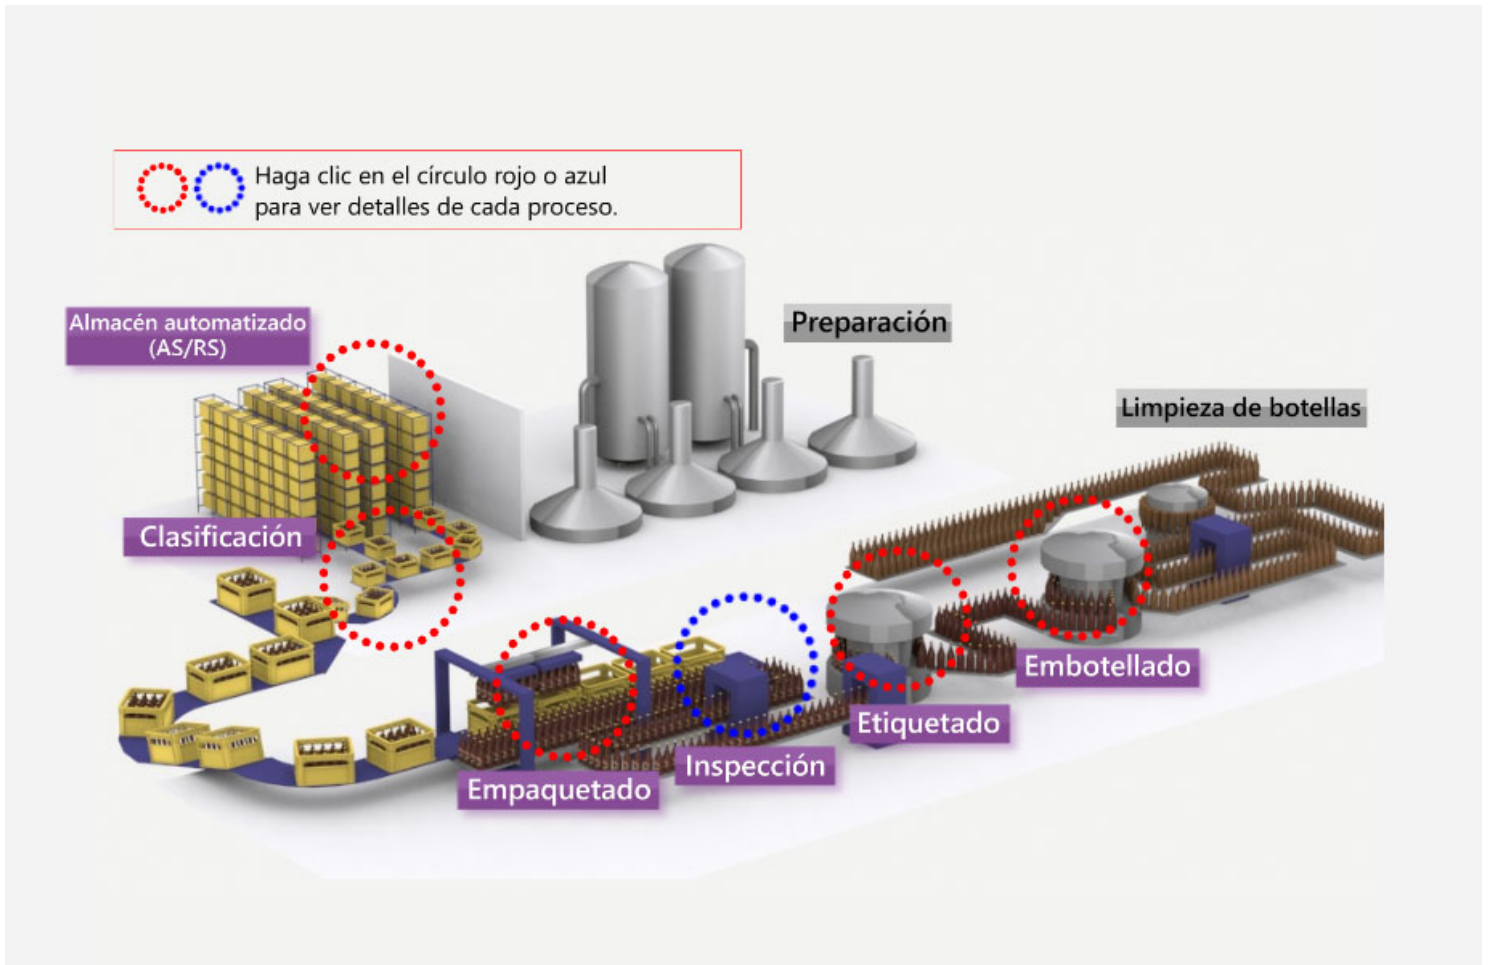 Haga clic en el círculo rojo o azul
para ver detalles de cada proceso.
Almacén automatizado
(AS/RS)
Preparación
Limpieza de botellas
Clasificación
Embotellado
Etiquetado
Inspección
Empaquetado